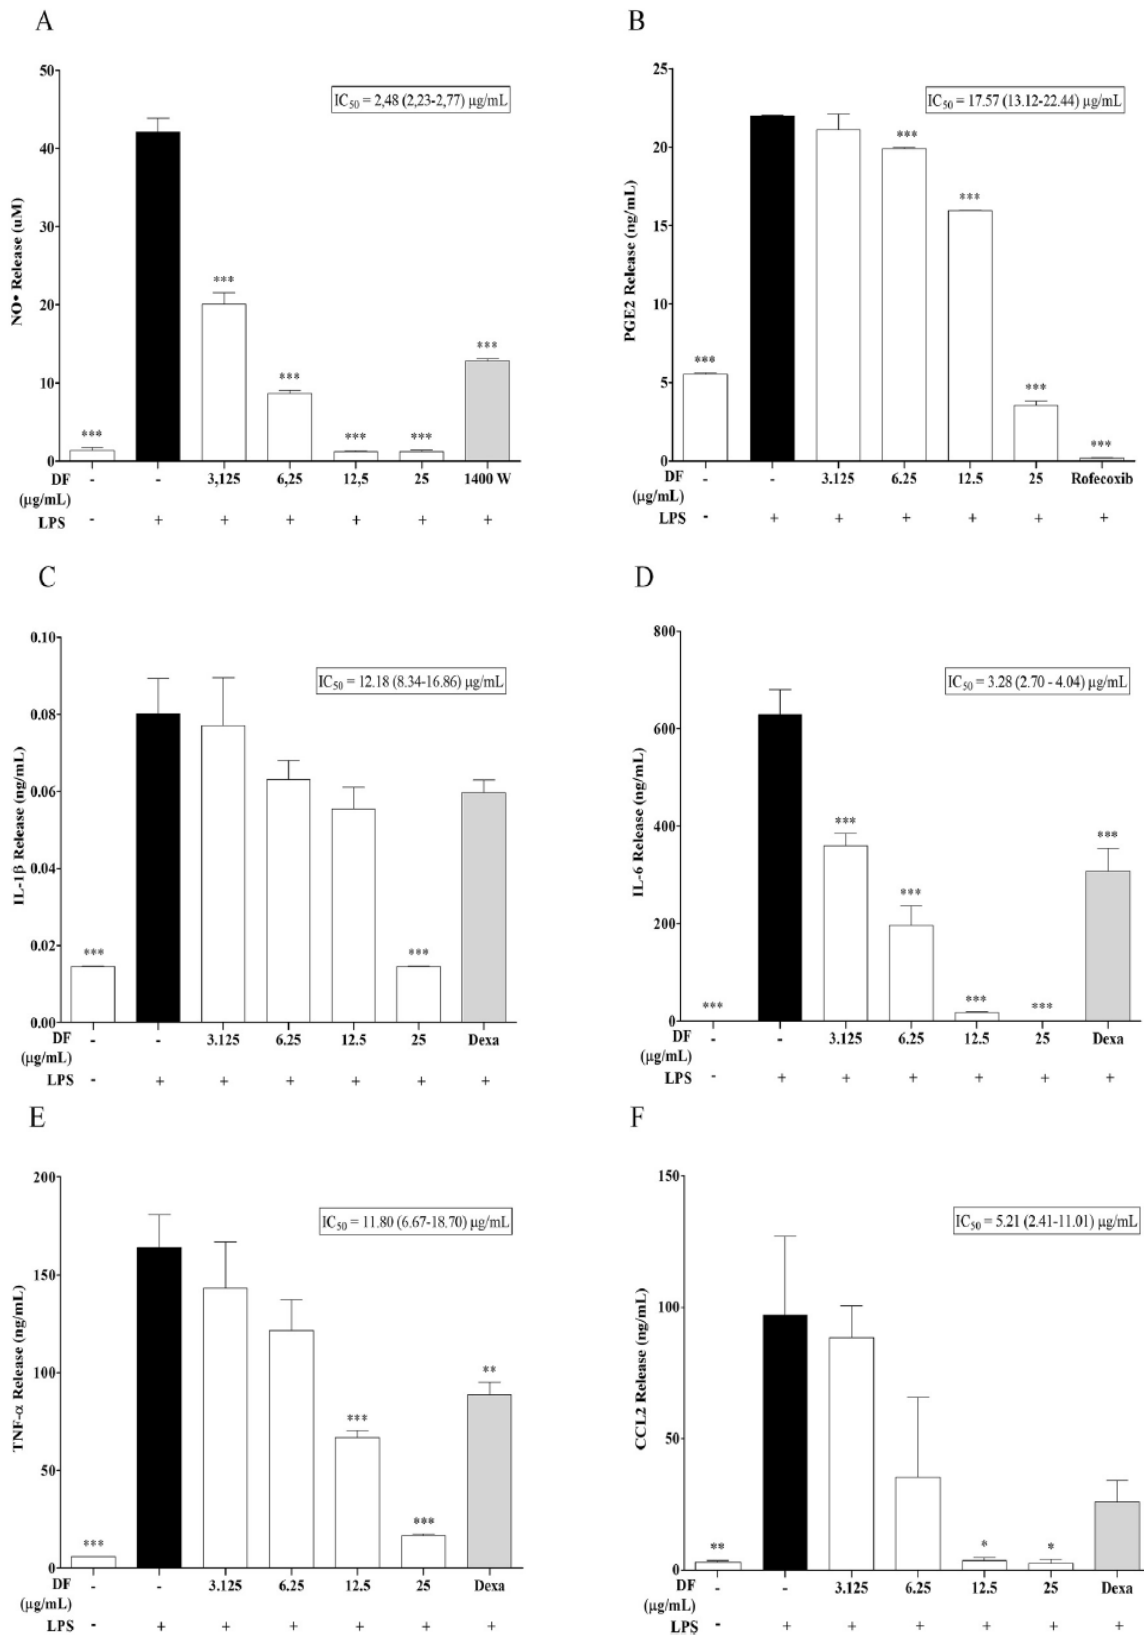 A
IC50 = 2,48 (2,23-2,77) µg/mL
NO• Release (uM)
50
40
30
20
10
0
***
***
***
***
***
***
DF - - 3,125 6,25 12,5 25 1400 W
(µg/mL)
LPS - + + + + + +
B
IC50 = 17.57 (13.12-22.44) µg/mL
PGE2 Release (ng/mL)
25
20
15
10
5
0
***
***
***
***
***
DF - - 3.125 6.25 12.5 25 Rofecoxib
(µg/mL)
LPS - + + + + + +
C
IC50 = 12.18 (8.34-16.86) µg/mL
IL-1β Release (ng/mL)
0.10
0.08
0.06
0.04
0.02
0.00
***
***
DF - - 3.125 6.25 12.5 25 Dexa
(µg/mL)
LPS - + + + + + +
D
IC50 = 3.28 (2.70 - 4.04) µg/mL
IL-6 Release (ng/mL)
800
600
400
200
0
***
***
***
***
***
***
DF - - 3.125 6.25 12.5 25 Dexa
(µg/mL)
LPS - + + + + + +
E
IC50 = 11.80 (6.67-18.70) µg/mL
TNF-α Release (ng/mL)
200
150
100
50
0
***
***
***
**
DF - - 3.125 6.25 12.5 25 Dexa
(µg/mL)
LPS - + + + + + +
F
IC50 = 5.21 (2.41-11.01) µg/mL
CCL2 Release (ng/mL)
150
100
50
0
**
*
*
DF - - 3.125 6.25 12.5 25 Dexa
(µg/mL)
LPS - + + + + + +